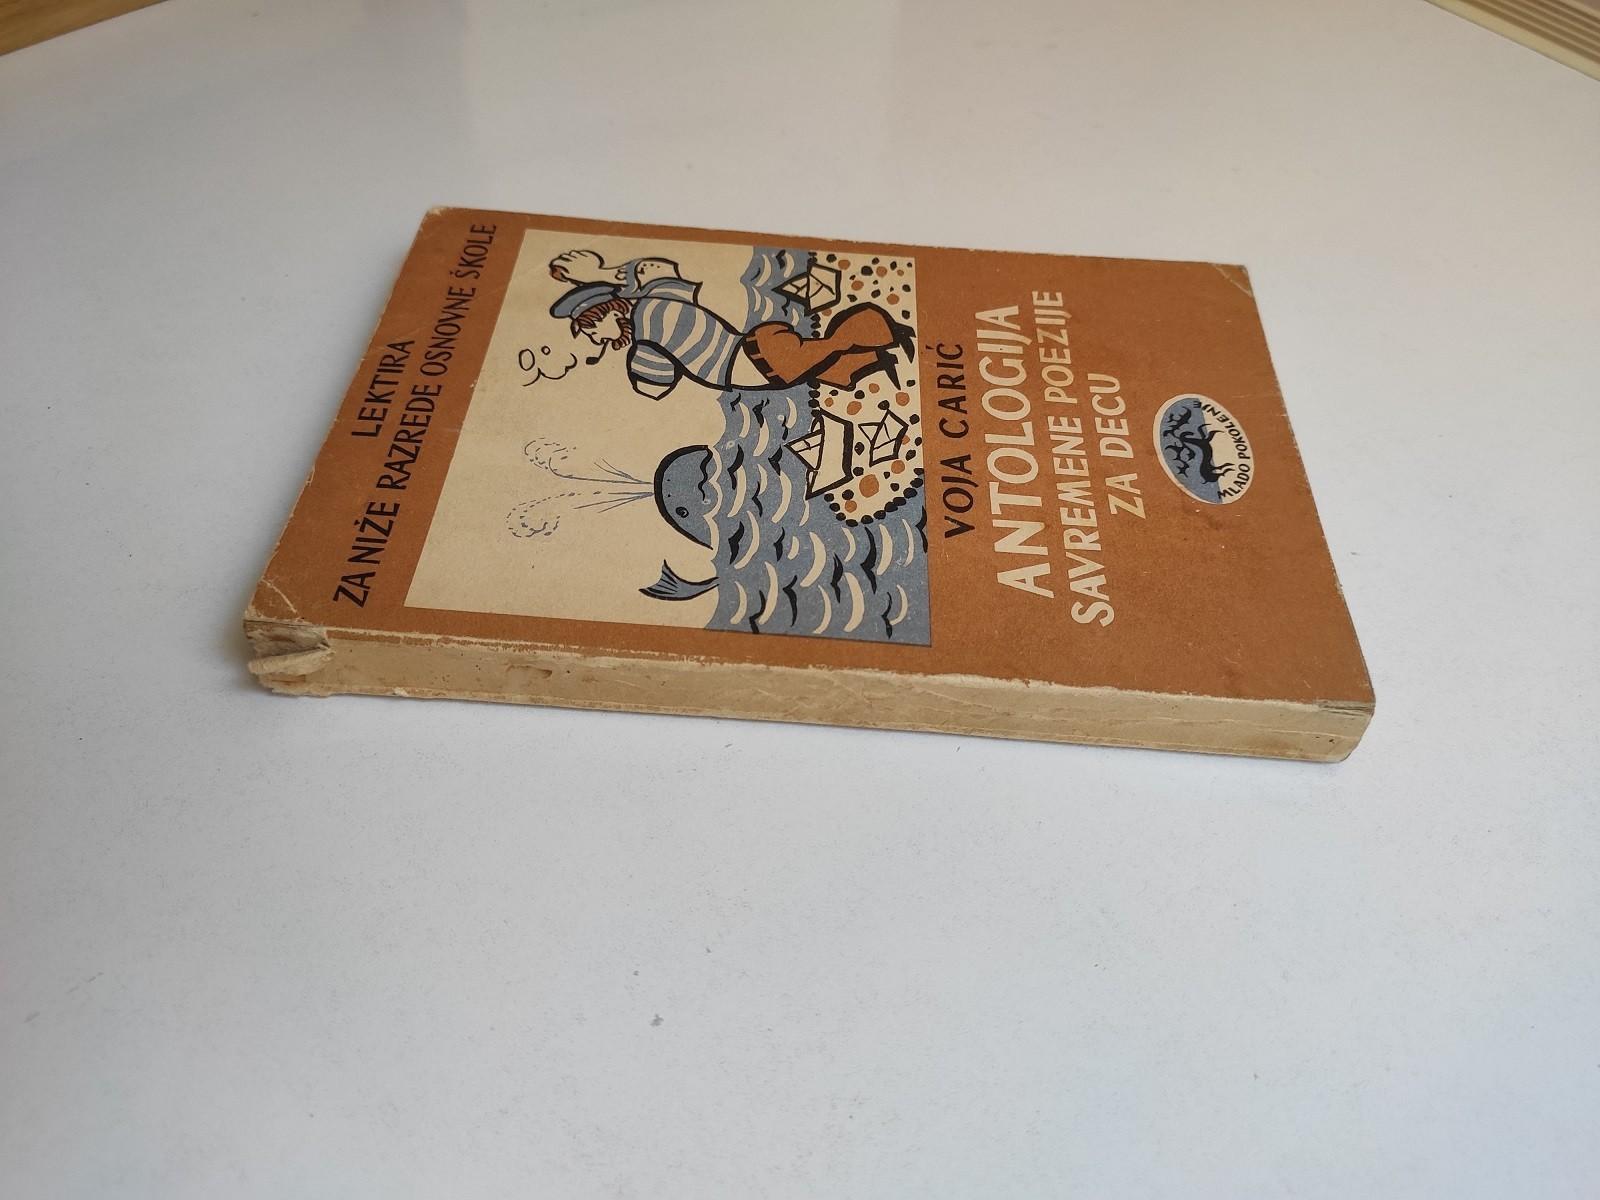 LEKTIRA
ZA NIŽE RAZREDE OSNOVNE ŠKOLE
VOJA CARIĆ
ANTOLOGIJA
SAVREMENE POEZIJE
ZA DECU
MLADO POKOLENJE